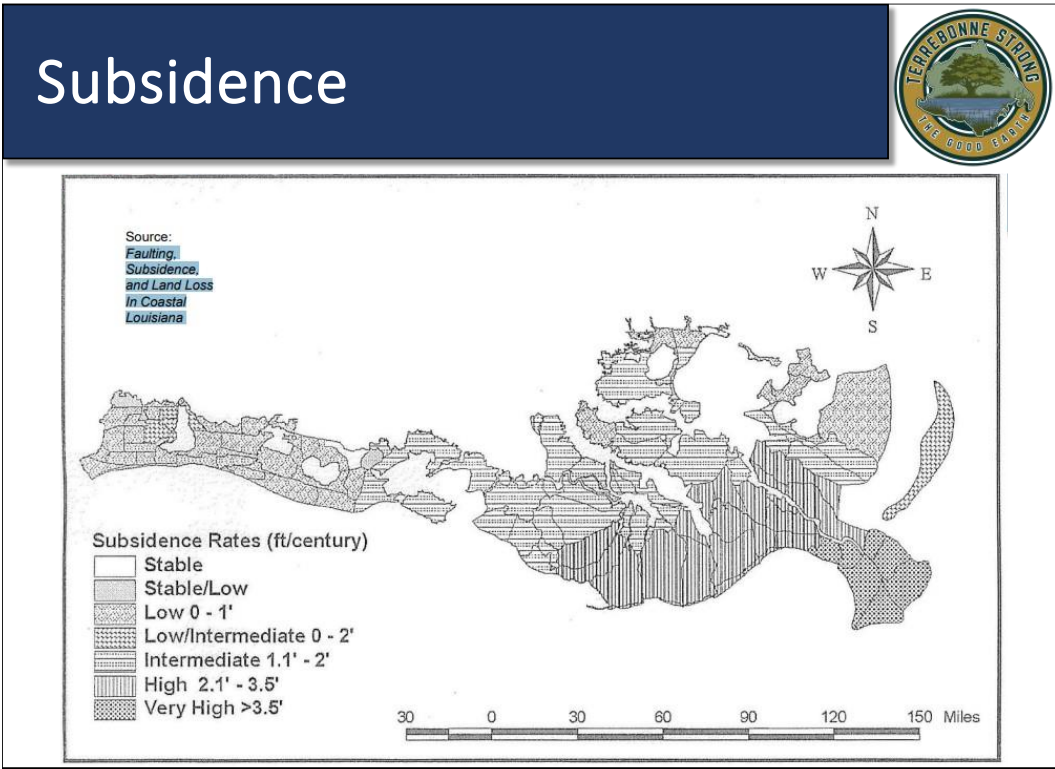 Subsidence
TERREBONNE STRONG
THE GOOD EARTH
Source:
Faulting,
Subsidence,
and Land Loss
In Coastal
Louisiana
N
W E
S
Subsidence Rates (ft/century)
Stable
Stable/Low
Low 0 - 1'
Low/Intermediate 0 - 2'
Intermediate 1.1' - 2'
High 2.1' - 3.5'
Very High >3.5'
30 0 30 60 90 120 150 Miles